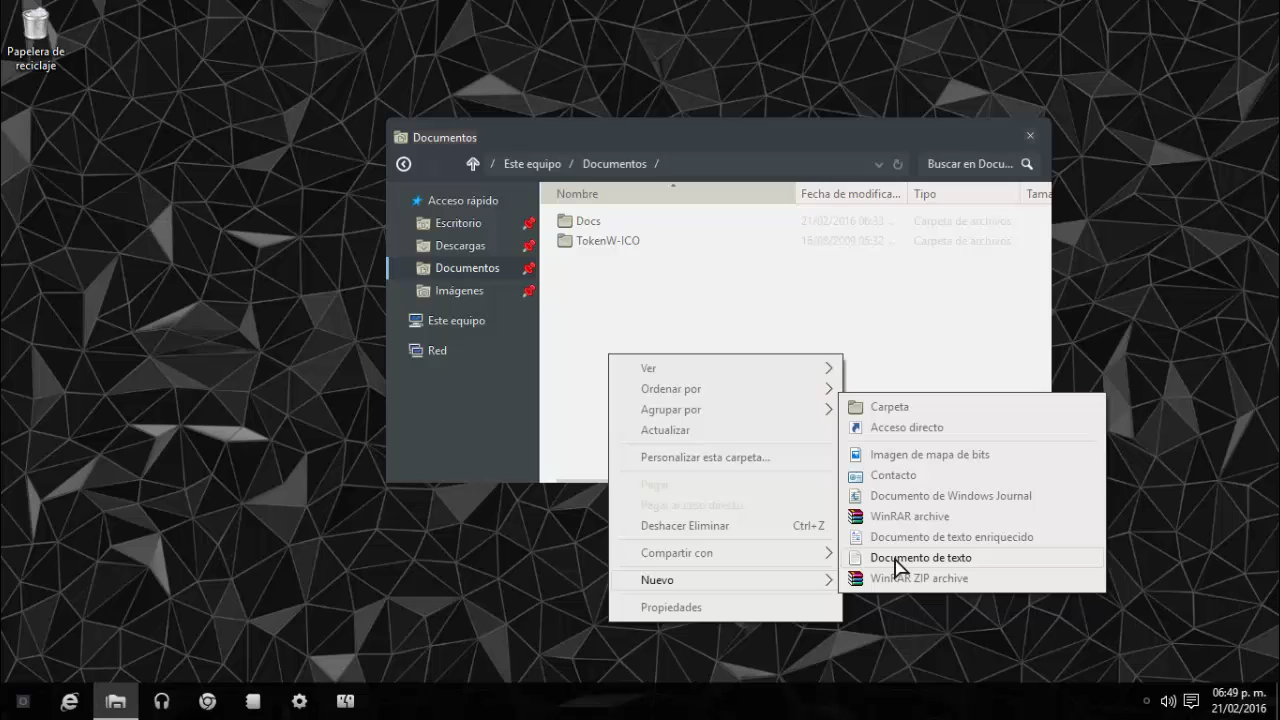 Papelera de
reciclaje
Documentos
/ Este equipo / Documentos /
Buscar en Docu...
Acceso rápido
Escritorio
Descargas
Documentos
Imágenes
Este equipo
Red
Nombre
Fecha de modifica...
Tipo
Tama
Docs
21/02/2016 06:33 ...
Carpeta de archivos
TokenW-ICO
16/08/2009 05:32 ...
Carpeta de archivos
Ver
Ordenar por
Agrupar por
Actualizar
Personalizar esta carpeta...
Pegar
Pegar acceso directo
Deshacer Eliminar Ctrl+Z
Compartir con
Nuevo
Propiedades
Carpeta
Acceso directo
Imagen de mapa de bits
Contacto
Documento de Windows Journal
WinRAR archive
Documento de texto enriquecido
Documento de texto
WinRAR ZIP archive
06:49 p. m.
21/02/2016